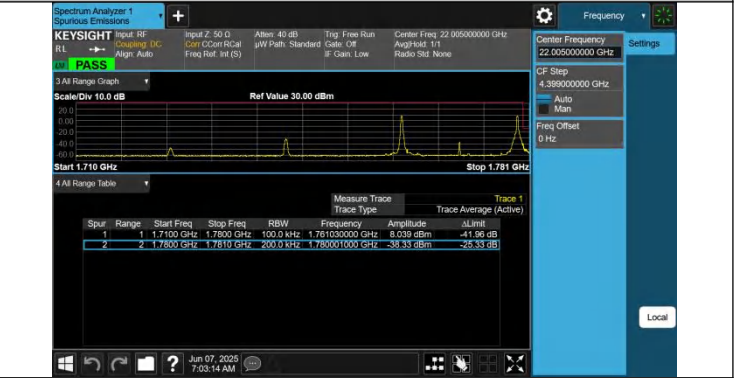 Spectrum Analyzer 1
Spurious Emissions
Frequency
KEYSIGHT
RL
PASS
Input: RF
Coupling: DC
Align: Auto
Input Z: 50 Ω
Corr CCorr RCal
Freq Ref: Int (S)
Atten: 40 dB
µW Path: Standard
Trig: Free Run
Gate: Off
IF Gain: Low
Center Freq: 22.005000000 GHz
Avg|Hold: 1/1
Radio Std: None
Center Frequency
22.005000000 GHz
Settings
CF Step
4.399000000 GHz
Auto
Man
Freq Offset
0 Hz
3 All Range Graph
Scale/Div 10.0 dB
Ref Value 30.00 dBm
20.0
0.00
-20.0
-40.0
-60.0
Start 1.710 GHz
Stop 1.781 GHz
4 All Range Table
Measure Trace Trace 1
Trace Type Trace Average (Active)
Spur Range Start Freq Stop Freq RBW Frequency Amplitude ΔLimit
1 1 1.7100 GHz 1.7800 GHz 100.0 kHz 1.761030000 GHz 8.039 dBm -41.96 dB
2 2 1.7800 GHz 1.7810 GHz 200.0 kHz 1.780001000 GHz -38.33 dBm -25.33 dB
Local
?
Jun 07, 2025
7:03:14 AM